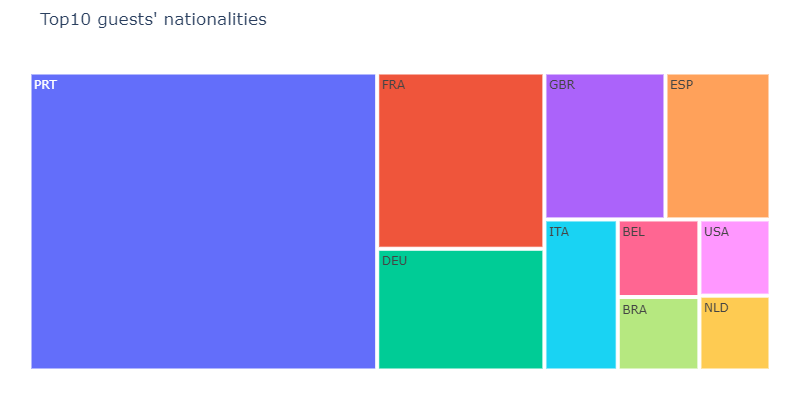 Top10 guests' nationalities
PRT
FRA
GBR
ESP
ITA
BEL
USA
DEU
BRA
NLD